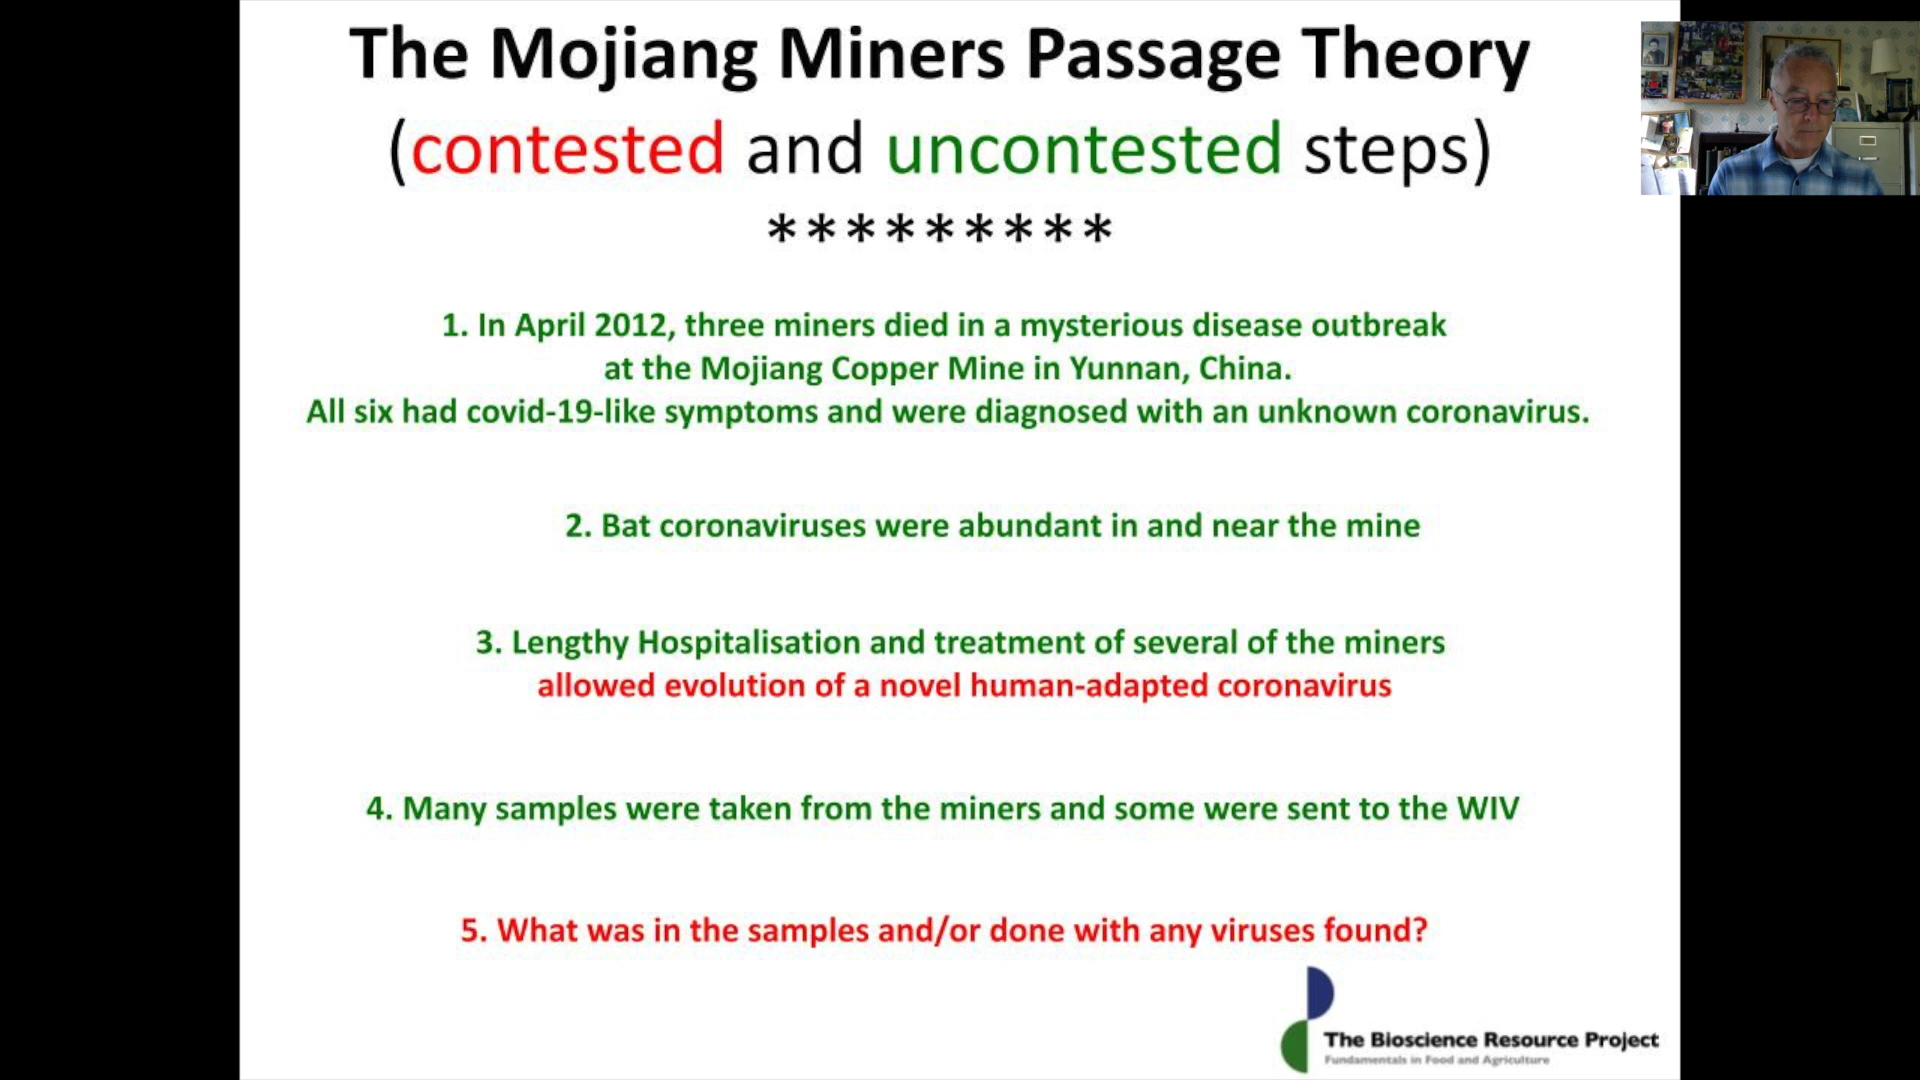 The Mojiang Miners Passage Theory
(contested and uncontested steps)
*********
1. In April 2012, three miners died in a mysterious disease outbreak
at the Mojiang Copper Mine in Yunnan, China.
All six had covid-19-like symptoms and were diagnosed with an unknown coronavirus.
2. Bat coronaviruses were abundant in and near the mine
3. Lengthy Hospitalisation and treatment of several of the miners
allowed evolution of a novel human-adapted coronavirus
4. Many samples were taken from the miners and some were sent to the WIV
5. What was in the samples and/or done with any viruses found?
The Bioscience Resource Project
Fundamentals in Food and Agriculture